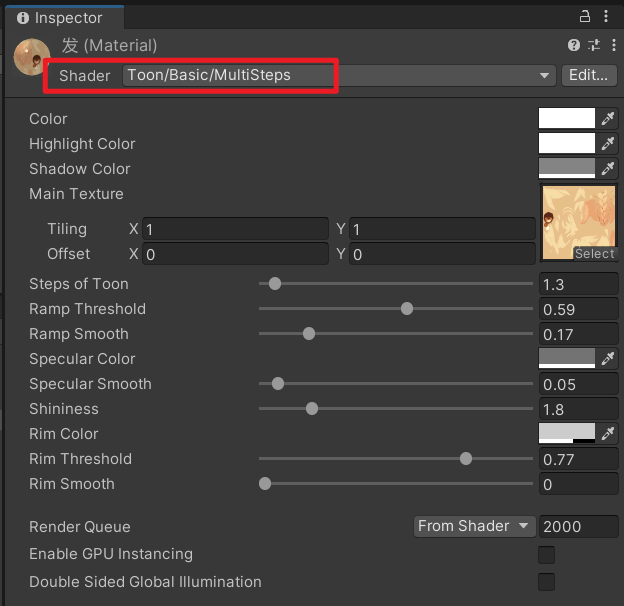 Inspector
发 (Material)
Shader Toon/Basic/MultiSteps Edit...
Color
Highlight Color
Shadow Color
Main Texture
Tiling X 1 Y 1
Offset X 0 Y 0
Select
Steps of Toon 1.3
Ramp Threshold 0.59
Ramp Smooth 0.17
Specular Color
Specular Smooth 0.05
Shininess 1.8
Rim Color
Rim Threshold 0.77
Rim Smooth 0
Render Queue From Shader 2000
Enable GPU Instancing
Double Sided Global Illumination